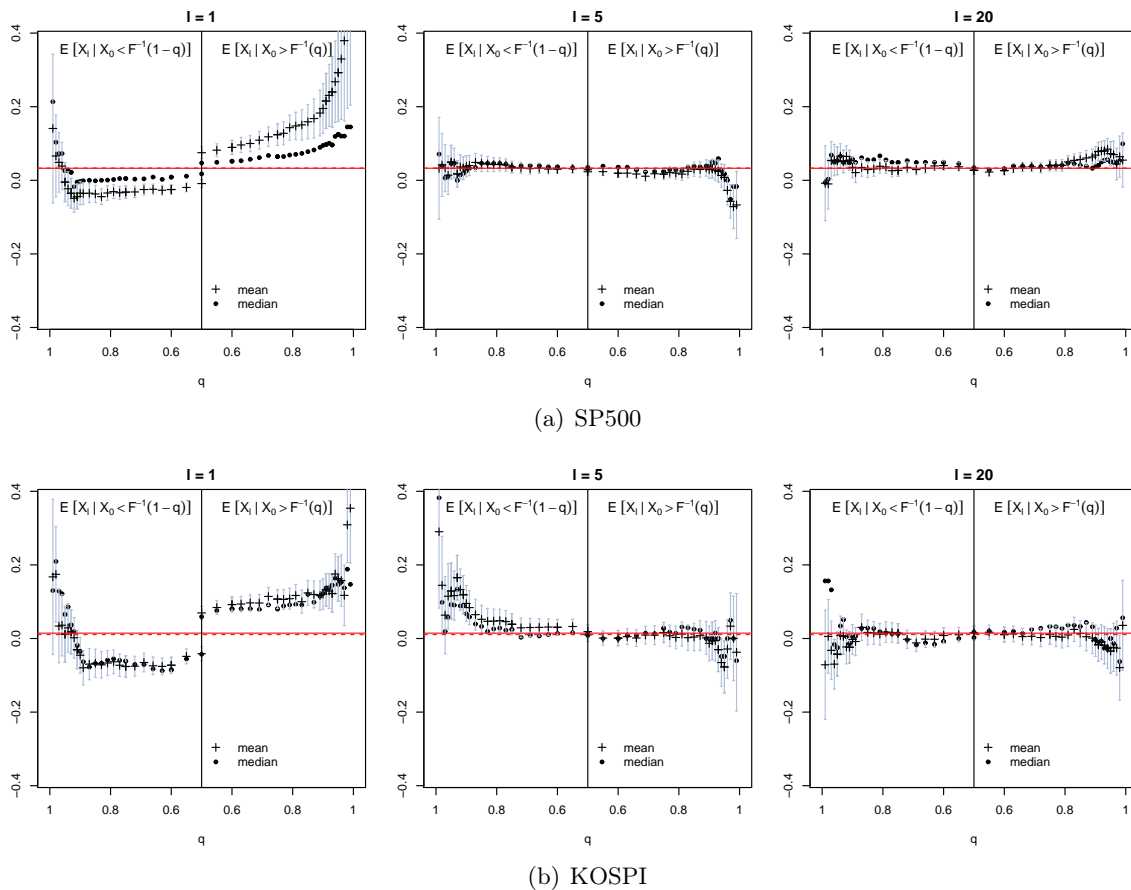 l = 1
E [X_l | X_0 < F^−1(1−q)]
E [X_l | X_0 > F^−1(q)]
0.4
0.2
0.0
−0.2
−0.4
+ mean
• median
1 0.8 0.6 0.6 0.8 1
q
l = 5
E [X_l | X_0 < F^−1(1−q)]
E [X_l | X_0 > F^−1(q)]
0.4
0.2
0.0
−0.2
−0.4
+ mean
• median
1 0.8 0.6 0.6 0.8 1
q
l = 20
E [X_l | X_0 < F^−1(1−q)]
E [X_l | X_0 > F^−1(q)]
0.4
0.2
0.0
−0.2
−0.4
+ mean
• median
1 0.8 0.6 0.6 0.8 1
q
(a) SP500
l = 1
E [X_l | X_0 < F^−1(1−q)]
E [X_l | X_0 > F^−1(q)]
0.4
0.2
0.0
−0.2
−0.4
+ mean
• median
1 0.8 0.6 0.6 0.8 1
q
l = 5
E [X_l | X_0 < F^−1(1−q)]
E [X_l | X_0 > F^−1(q)]
0.4
0.2
0.0
−0.2
−0.4
+ mean
• median
1 0.8 0.6 0.6 0.8 1
q
l = 20
E [X_l | X_0 < F^−1(1−q)]
E [X_l | X_0 > F^−1(q)]
0.4
0.2
0.0
−0.2
−0.4
+ mean
• median
1 0.8 0.6 0.6 0.8 1
q
(b) KOSPI